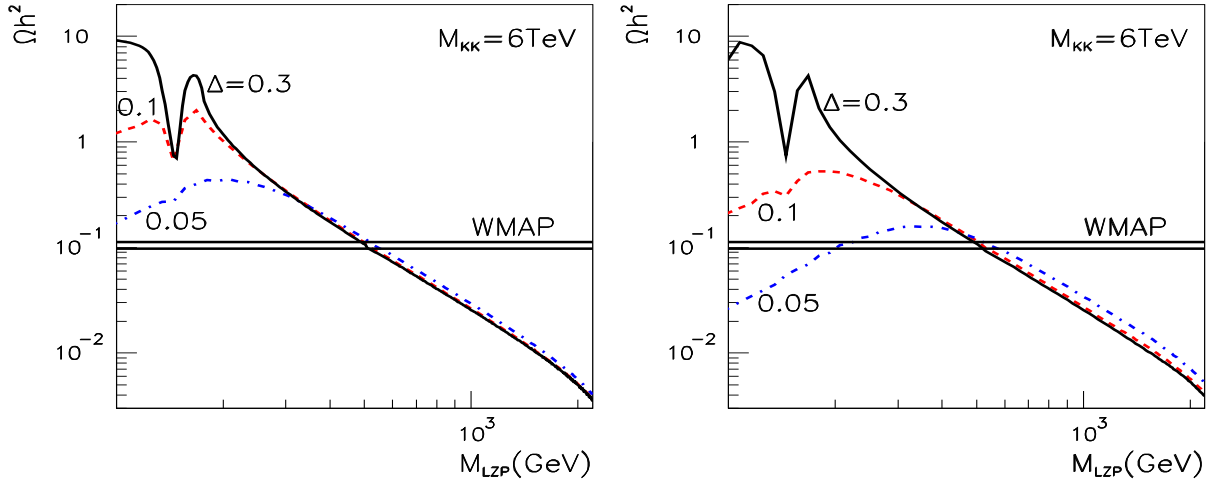 Ωh²
10
1
10⁻¹
10⁻²
M_KK=6TeV
Δ=0.3
0.1
0.05
WMAP
10³
M_LZP(GeV)
Ωh²
10
1
10⁻¹
10⁻²
M_KK=6TeV
Δ=0.3
0.1
0.05
WMAP
10³
M_LZP(GeV)